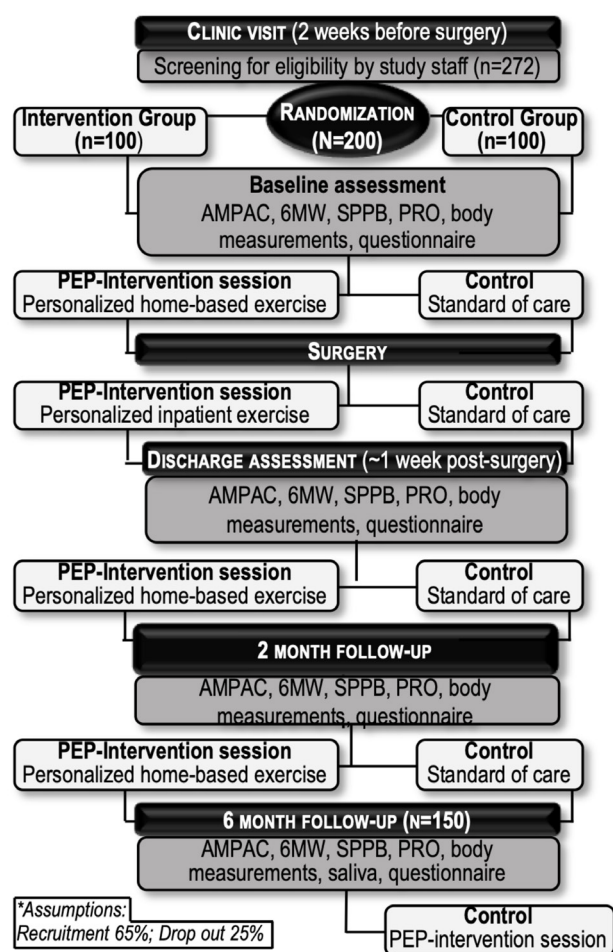 CLINIC VISIT (2 weeks before surgery)
Screening for eligibility by study staff (n=272)
Intervention Group
(n=100)
RANDOMIZATION
(N=200)
Control Group
(n=100)
Baseline assessment
AMPAC, 6MW, SPPB, PRO, body
measurements, questionnaire
PEP-Intervention session
Personalized home-based exercise
Control
Standard of care
SURGERY
PEP-Intervention session
Personalized inpatient exercise
Control
Standard of care
DISCHARGE ASSESSMENT (~1 week post-surgery)
AMPAC, 6MW, SPPB, PRO, body
measurements, questionnaire
PEP-Intervention session
Personalized home-based exercise
Control
Standard of care
2 MONTH FOLLOW-UP
AMPAC, 6MW, SPPB, PRO, body
measurements, questionnaire
PEP-Intervention session
Personalized home-based exercise
Control
Standard of care
6 MONTH FOLLOW-UP (N=150)
AMPAC, 6MW, SPPB, PRO, body
measurements, saliva, questionnaire
*Assumptions:
Recruitment 65%; Drop out 25%
Control
PEP-intervention session